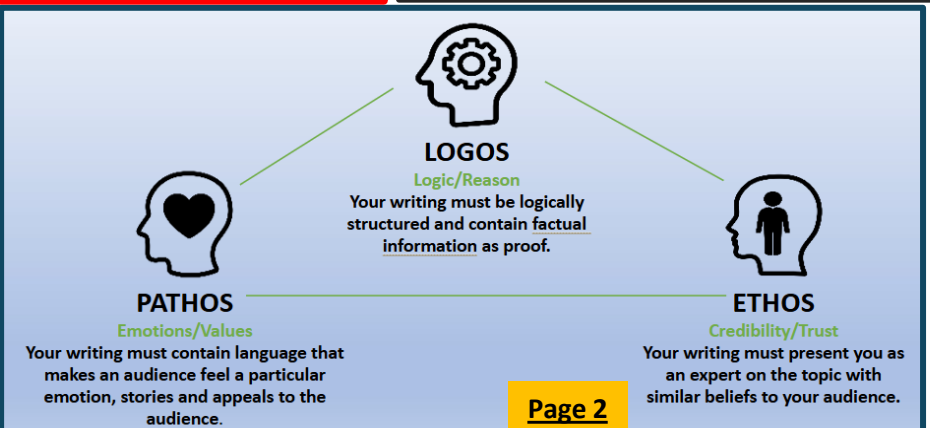 LOGOS
Logic/Reason
Your writing must be logically
structured and contain factual
information as proof.
PATHOS
Emotions/Values
Your writing must contain language that
makes an audience feel a particular
emotion, stories and appeals to the
audience.
ETHOS
Credibility/Trust
Your writing must present you as
an expert on the topic with
similar beliefs to your audience.
Page 2